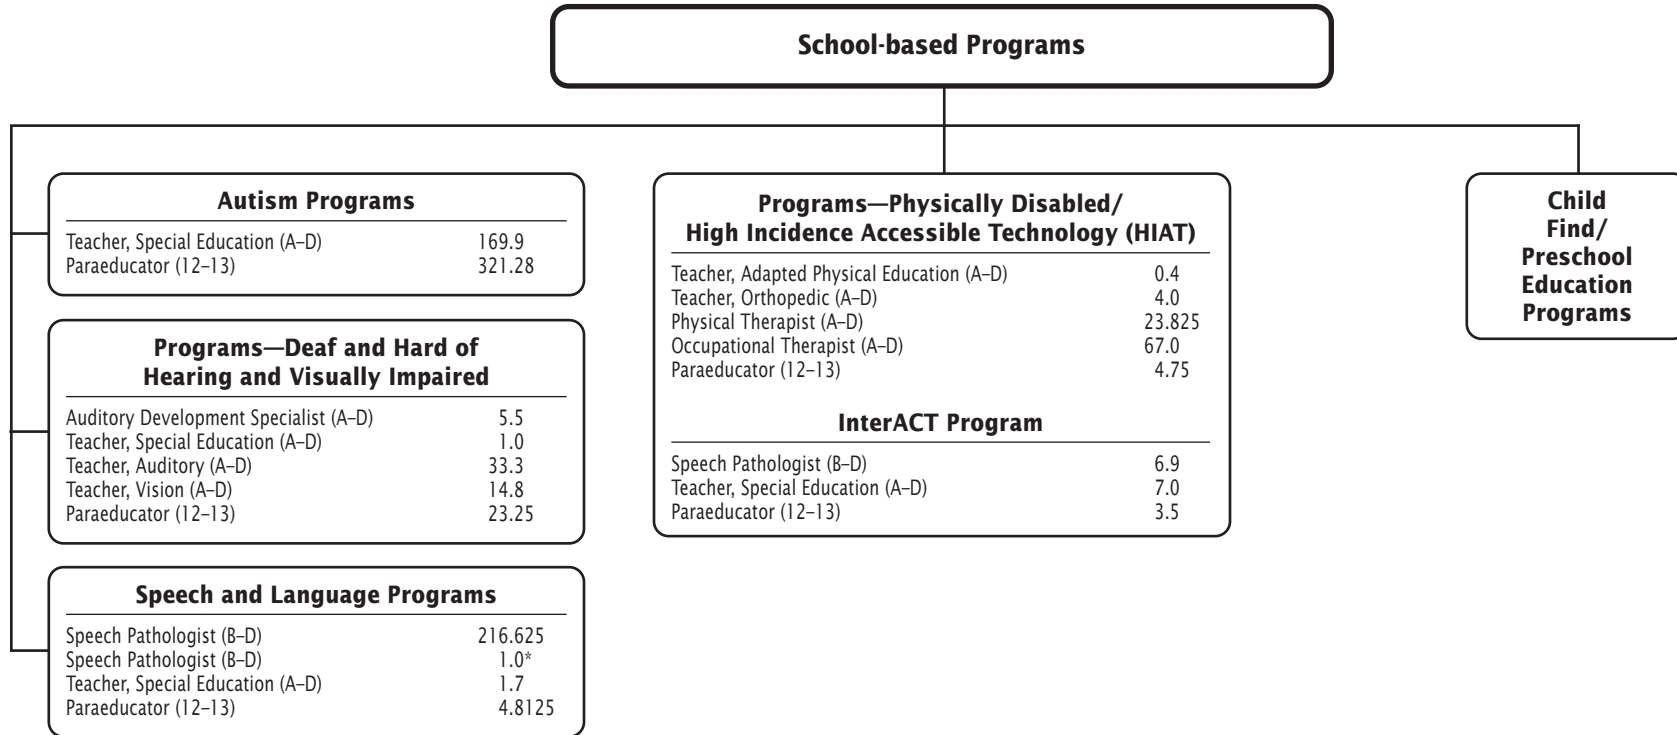 School-based Programs
Autism Programs
Teacher, Special Education (A–D) 169.9
Paraeducator (12–13) 321.28
Programs—Deaf and Hard of
Hearing and Visually Impaired
Auditory Development Specialist (A–D) 5.5
Teacher, Special Education (A–D) 1.0
Teacher, Auditory (A–D) 33.3
Teacher, Vision (A–D) 14.8
Paraeducator (12–13) 23.25
Speech and Language Programs
Speech Pathologist (B–D) 216.625
Speech Pathologist (B–D) 1.0*
Teacher, Special Education (A–D) 1.7
Paraeducator (12–13) 4.8125
Programs—Physically Disabled/
High Incidence Accessible Technology (HIAT)
Teacher, Adapted Physical Education (A–D) 0.4
Teacher, Orthopedic (A–D) 4.0
Physical Therapist (A–D) 23.825
Occupational Therapist (A–D) 67.0
Paraeducator (12–13) 4.75
InterACT Program
Speech Pathologist (B–D) 6.9
Teacher, Special Education (A–D) 7.0
Paraeducator (12–13) 3.5
Child
Find/
Preschool
Education
Programs